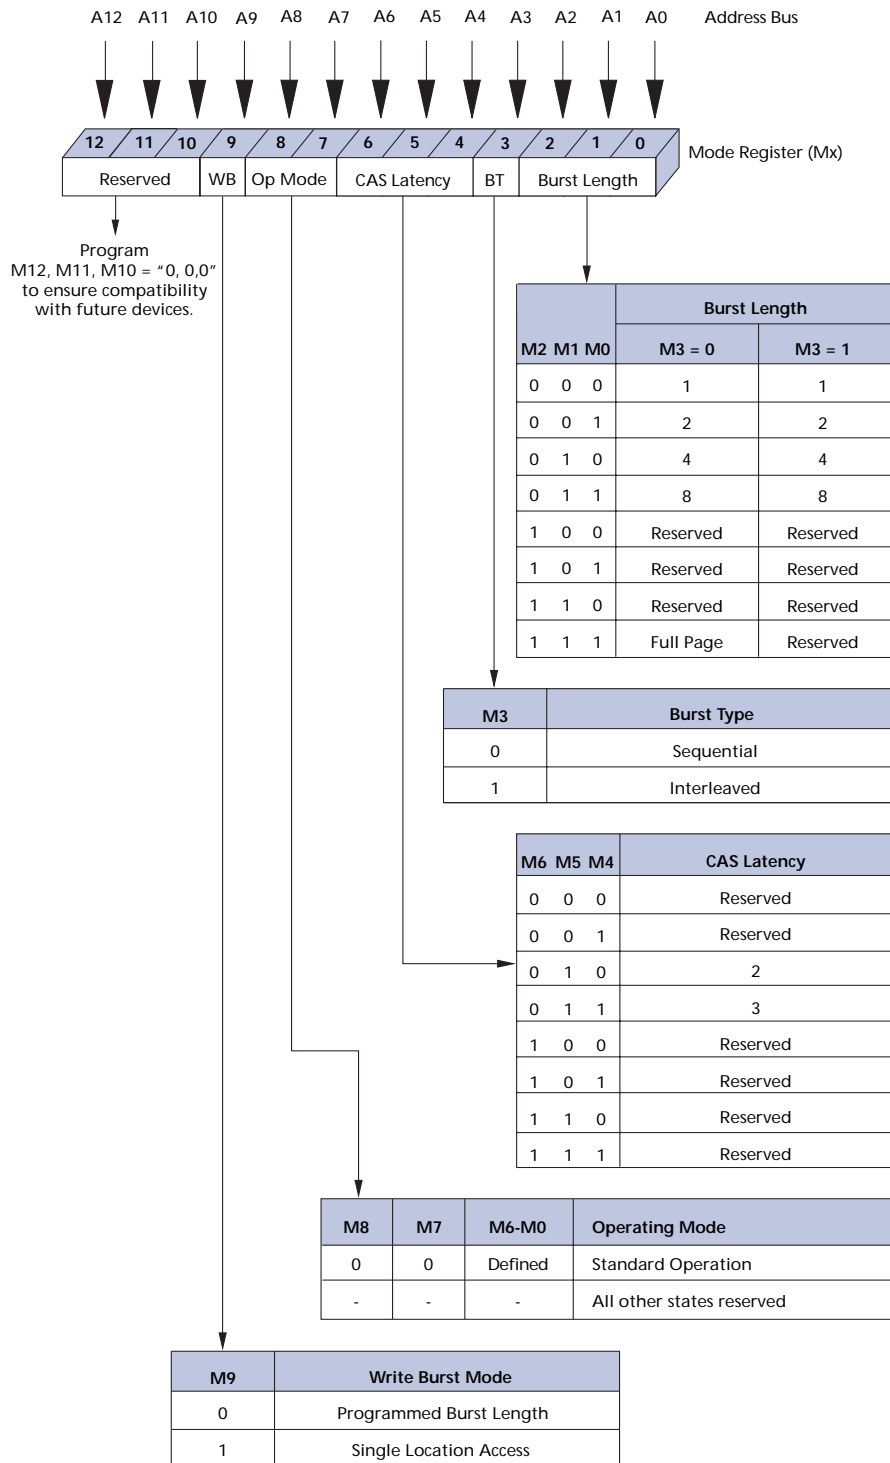 A12 A11 A10 A9 A8 A7 A6 A5 A4 A3 A2 A1 A0 Address Bus
12 11 10 9 8 7 6 5 4 3 2 1 0
Mode Register (Mx)
Reserved WB Op Mode CAS Latency BT Burst Length
Program
M12, M11, M10 = “0, 0,0”
to ensure compatibility
with future devices.
Burst Length
M2 M1 M0 M3 = 0 M3 = 1
0 0 0 1 1
0 0 1 2 2
0 1 0 4 4
0 1 1 8 8
1 0 0 Reserved Reserved
1 0 1 Reserved Reserved
1 1 0 Reserved Reserved
1 1 1 Full Page Reserved
M3 Burst Type
0 Sequential
1 Interleaved
M6 M5 M4 CAS Latency
0 0 0 Reserved
0 0 1 Reserved
0 1 0 2
0 1 1 3
1 0 0 Reserved
1 0 1 Reserved
1 1 0 Reserved
1 1 1 Reserved
M8 M7 M6-M0 Operating Mode
0 0 Defined Standard Operation
- - - All other states reserved
M9 Write Burst Mode
0 Programmed Burst Length
1 Single Location Access